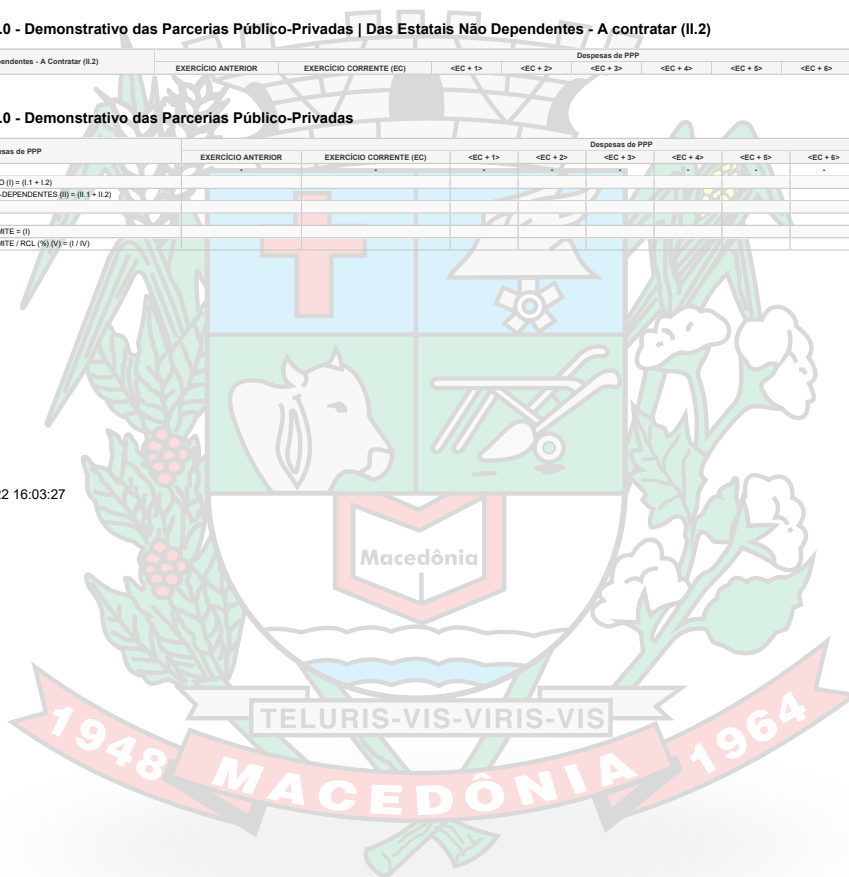 .0 - Demonstrativo das Parcerias Público-Privadas | Das Estatais Não Dependentes - A contratar (II.2)
pendentes - A Contratar (II.2)
Despesas de PPP
EXERCÍCIO ANTERIOR EXERCÍCIO CORRENTE (EC) <EC + 1> <EC + 2> <EC + 3> <EC + 4> <EC + 5> <EC + 6>
.0 - Demonstrativo das Parcerias Público-Privadas
esas de PPP
Despesas de PPP
EXERCÍCIO ANTERIOR EXERCÍCIO CORRENTE (EC) <EC + 1> <EC + 2> <EC + 3> <EC + 4> <EC + 5> <EC + 6>
- - - - - - - -
O (I) = (I.1 + I.2)
-DEPENDENTES (II) = (II.1 + II.2)
MITE = (I)
MITE / RCL (%) (V) = (I / IV)
22 16:03:27
Macedônia
TELURIS-VIS-VIRIS-VIS
1948 MACEDÔNIA 1964